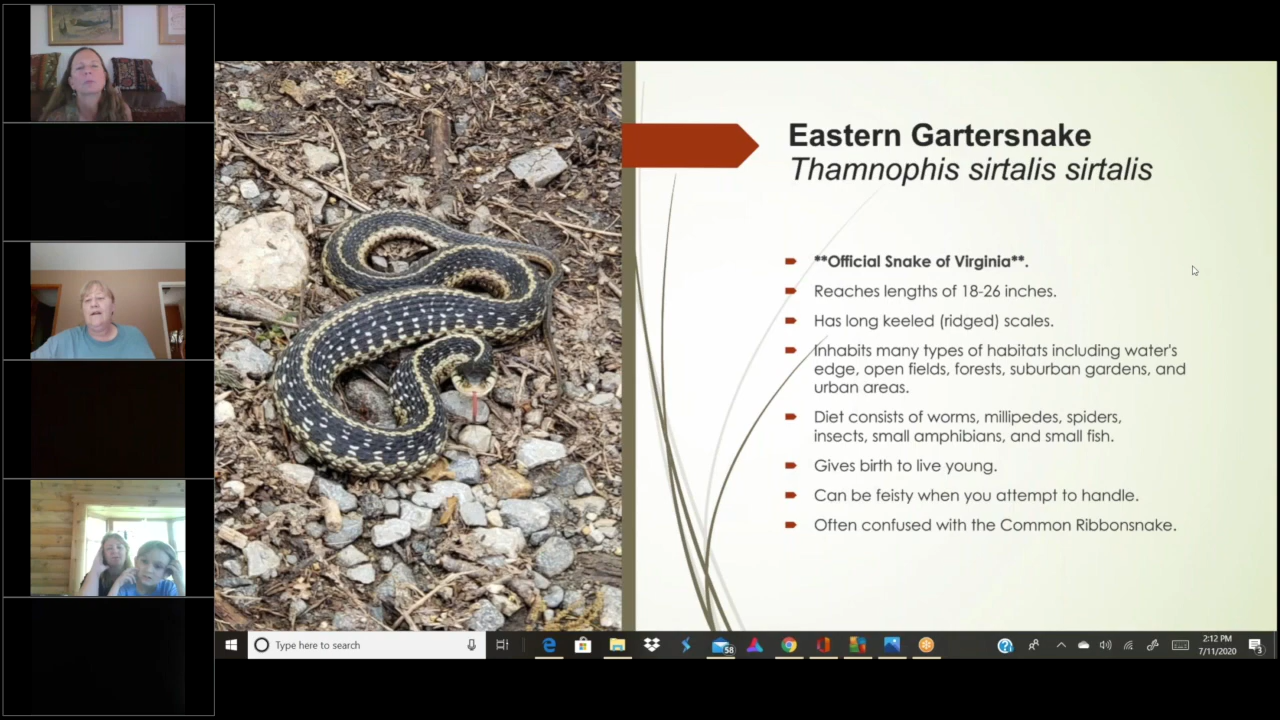 Eastern Gartersnake
Thamnophis sirtalis sirtalis
**Official Snake of Virginia**.
Reaches lengths of 18-26 inches.
Has long keeled (ridged) scales.
Inhabits many types of habitats including water's
edge, open fields, forests, suburban gardens, and
urban areas.
Diet consists of worms, millipedes, spiders,
insects, small amphibians, and small fish.
Gives birth to live young.
Can be feisty when you attempt to handle.
Often confused with the Common Ribbonsnake.
Type here to search
58
2:12 PM
7/11/2020
3